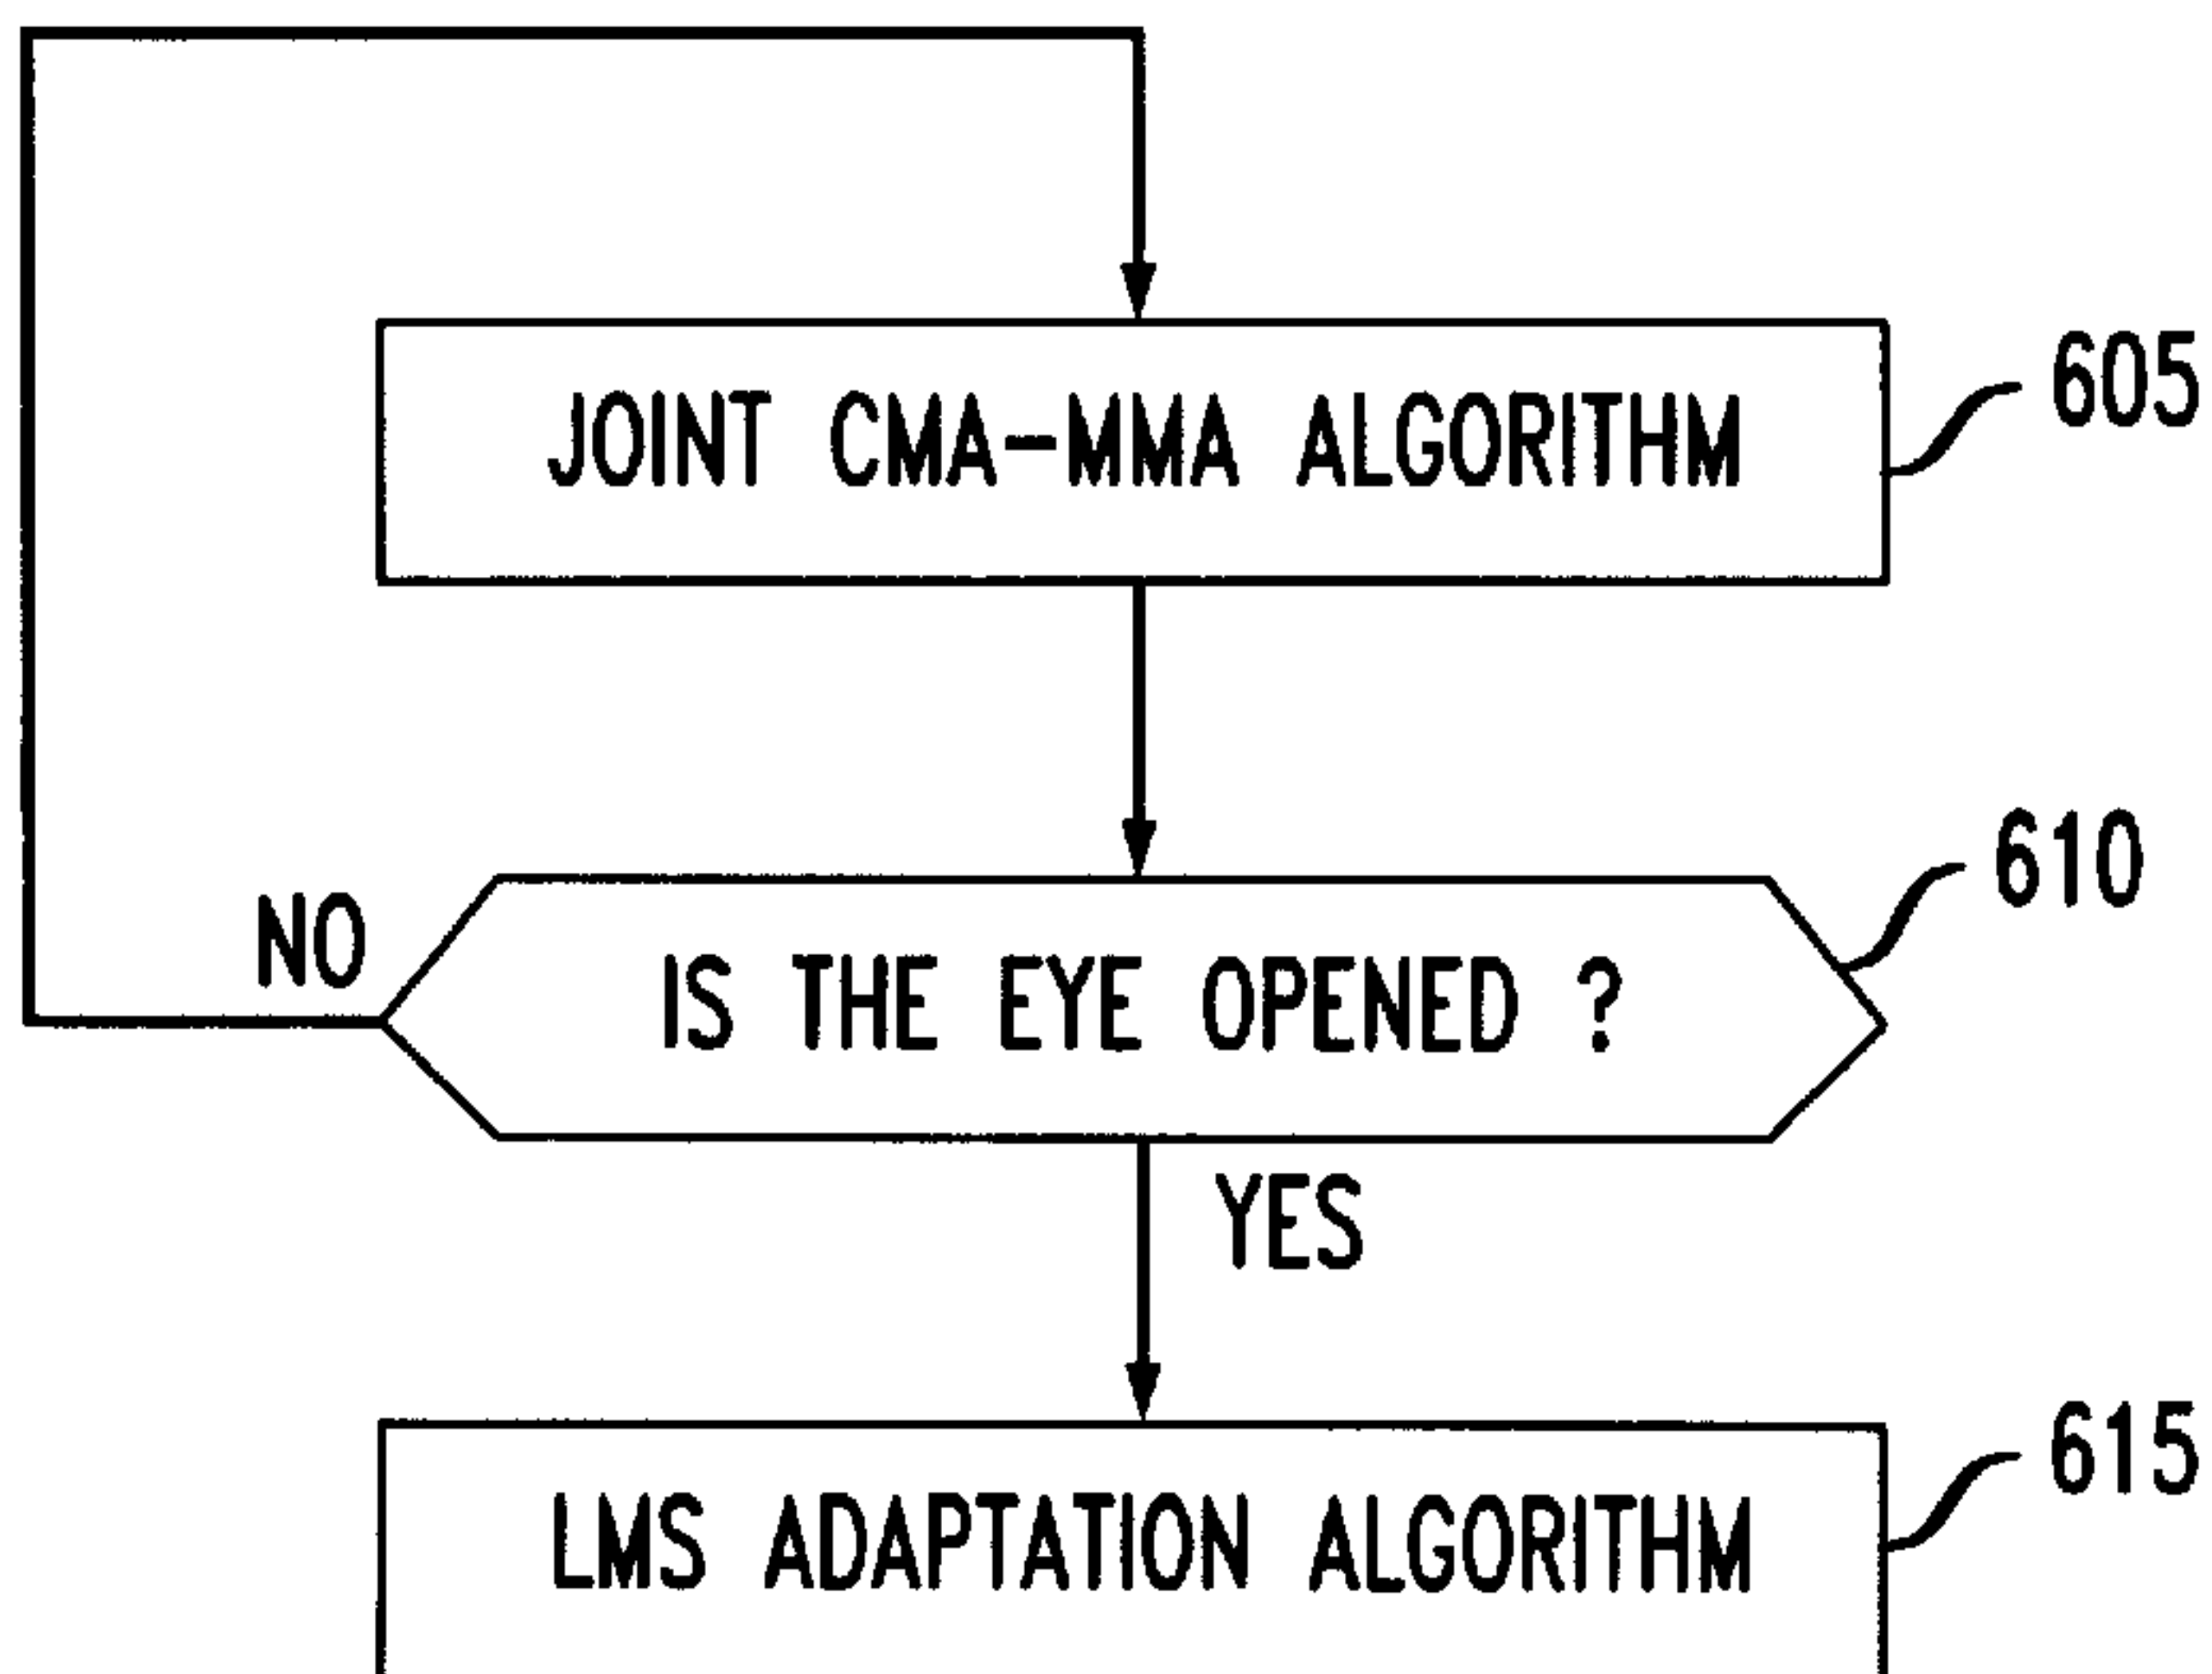 JOINT CMA-MMA ALGORITHM
605
610
NO
IS THE EYE OPENED ?
YES
615
LMS ADAPTATION ALGORITHM